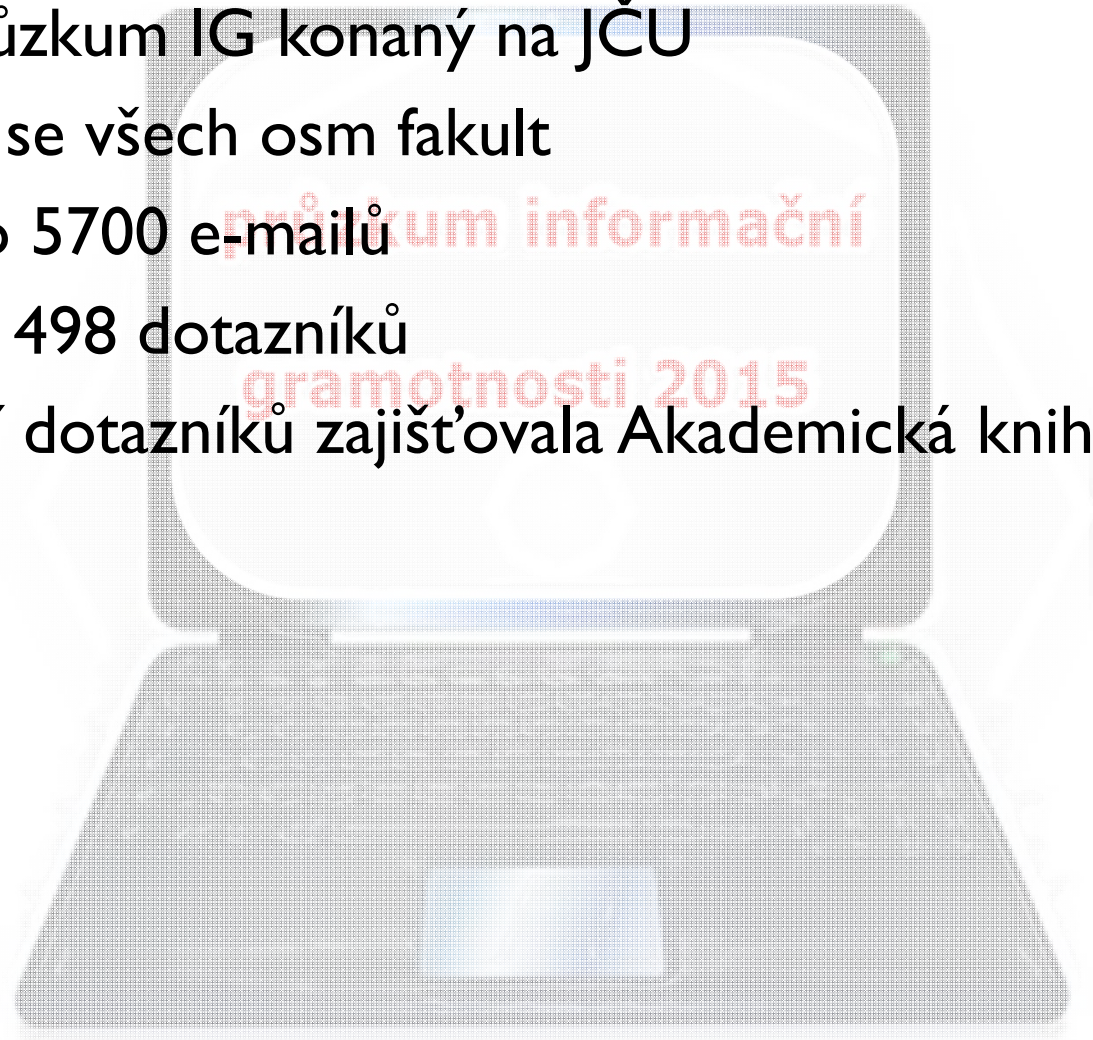 ůzkum IG konaný na JČU
se všech osm fakult
5700 e-mailů
498 dotazníků
dotazníků zajišťovala Akademická knih
průzkum informační
gramotnosti 2015